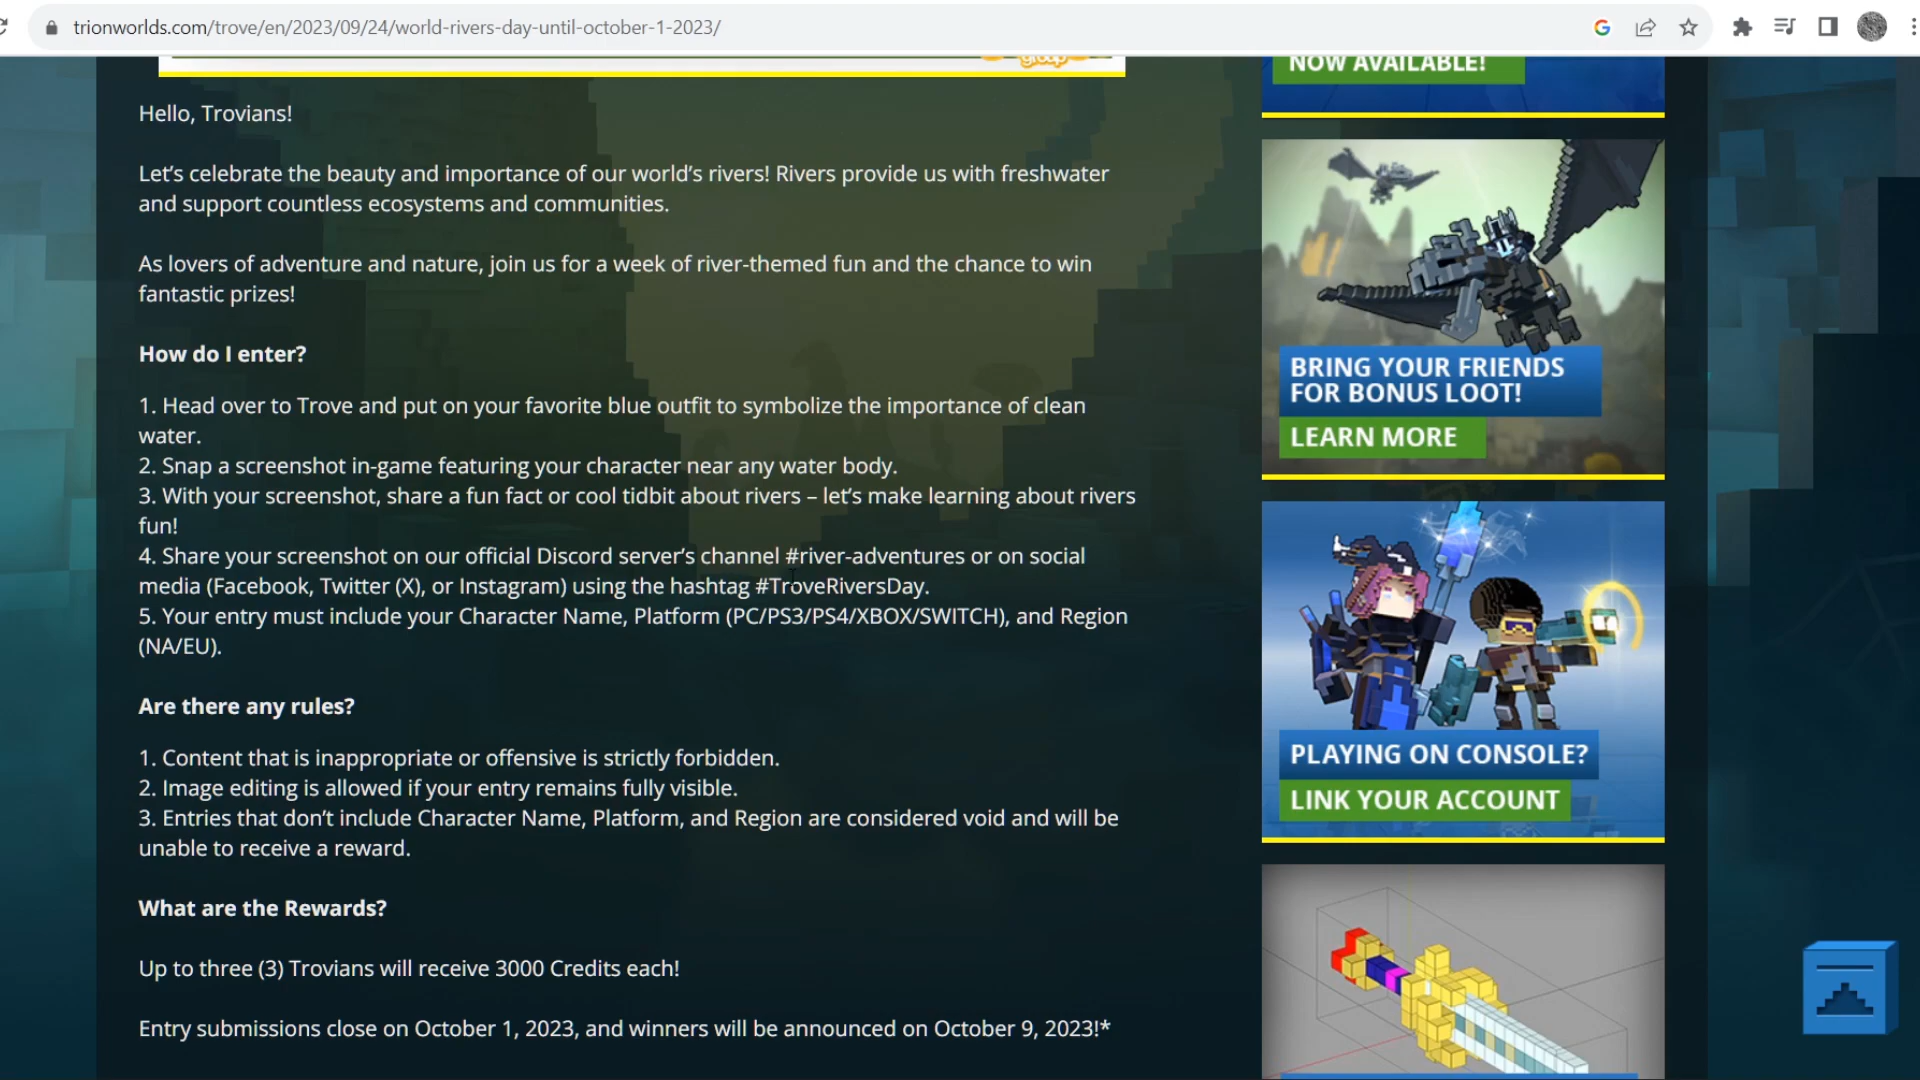 trionworlds.com/trove/en/2023/09/24/world-rivers-day-until-october-1-2023/
group
Hello, Trovians!
Let’s celebrate the beauty and importance of our world’s rivers! Rivers provide us with freshwater
and support countless ecosystems and communities.
As lovers of adventure and nature, join us for a week of river-themed fun and the chance to win
fantastic prizes!
How do I enter?
1. Head over to Trove and put on your favorite blue outfit to symbolize the importance of clean
water.
2. Snap a screenshot in-game featuring your character near any water body.
3. With your screenshot, share a fun fact or cool tidbit about rivers – let’s make learning about rivers
fun!
4. Share your screenshot on our official Discord server’s channel #river-adventures or on social
media (Facebook, Twitter (X), or Instagram) using the hashtag #TroveRiversDay.
5. Your entry must include your Character Name, Platform (PC/PS3/PS4/XBOX/SWITCH), and Region
(NA/EU).
Are there any rules?
1. Content that is inappropriate or offensive is strictly forbidden.
2. Image editing is allowed if your entry remains fully visible.
3. Entries that don’t include Character Name, Platform, and Region are considered void and will be
unable to receive a reward.
What are the Rewards?
Up to three (3) Trovians will receive 3000 Credits each!
Entry submissions close on October 1, 2023, and winners will be announced on October 9, 2023!*
NOW AVAILABLE!
BRING YOUR FRIENDS
FOR BONUS LOOT!
LEARN MORE
PLAYING ON CONSOLE?
LINK YOUR ACCOUNT